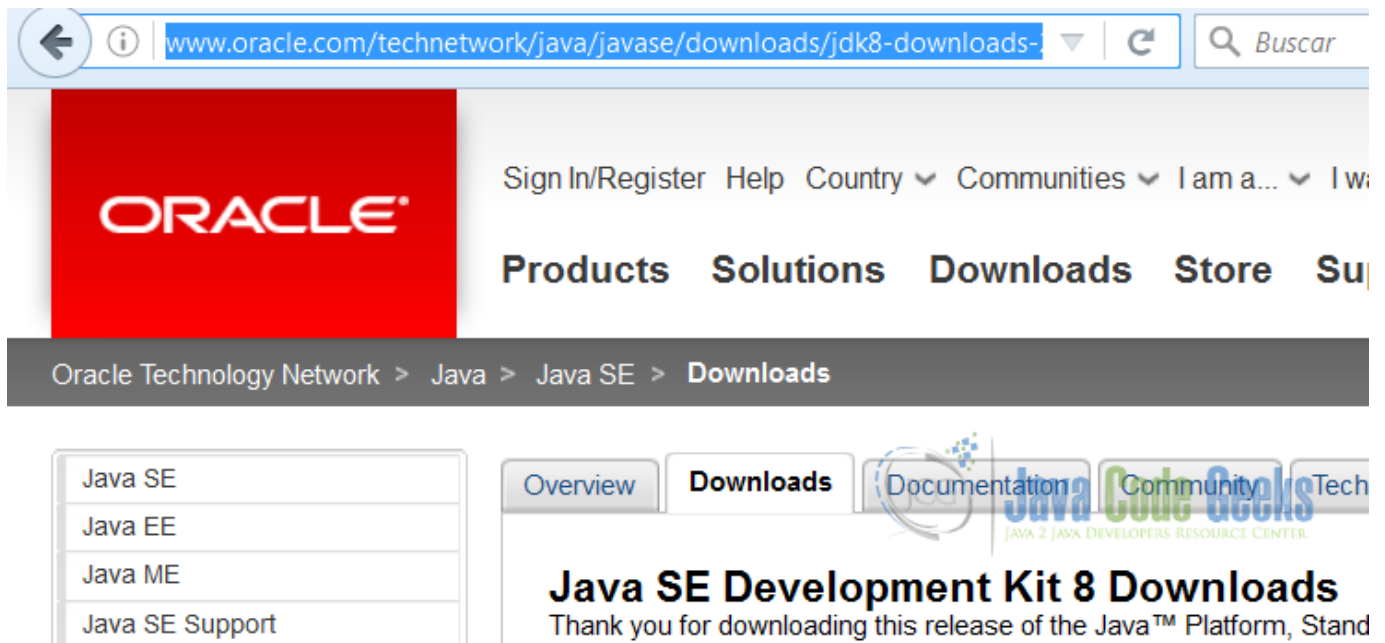 www.oracle.com/technetwork/java/javase/downloads/jdk8-downloads-
Buscar
ORACLE
Sign In/Register Help Country Communities I am a...
Products Solutions Downloads Store
Oracle Technology Network > Java > Java SE > Downloads
Java SE
Java EE
Java ME
Java SE Support
Overview Downloads Documentation Community Tech
jcg
Java Code Geeks
JAVA 2 JAVA DEVELOPERS RESOURCE CENTER
Java SE Development Kit 8 Downloads
Thank you for downloading this release of the Java™ Platform, Stand